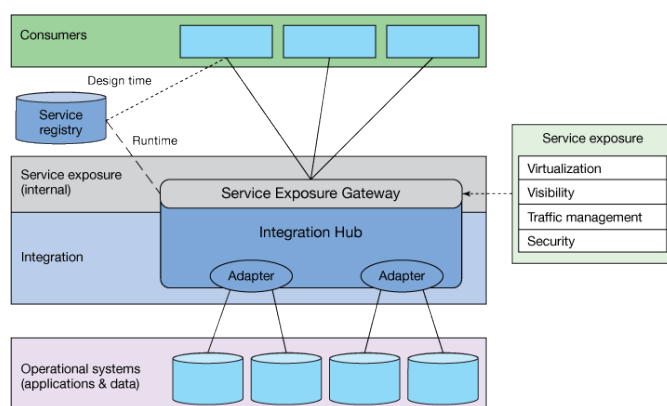 Consumers
Design time
Service
registry
Runtime
Service exposure
Service exposure
(internal)
Virtualization
Service Exposure Gateway
Visibility
Traffic management
Integration Hub
Security
Integration
Adapter
Adapter
Operational systems
(applications & data)